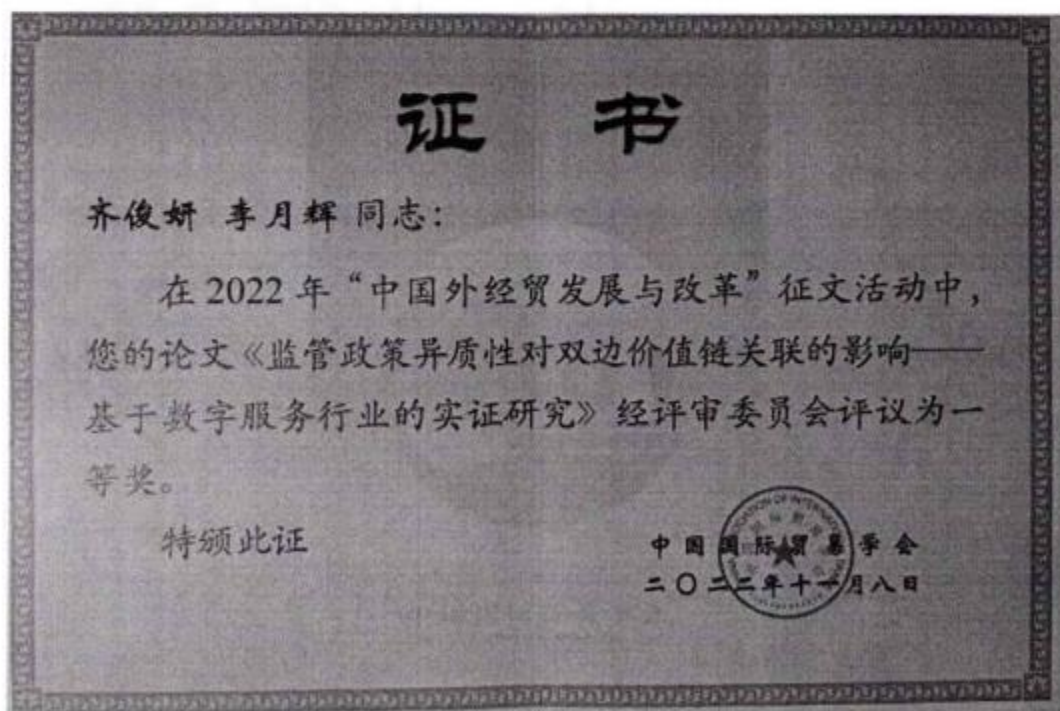 证 书
齐俊妍 李月辉 同志：
在 2022 年“中国外经贸发展与改革”征文活动中，
您的论文《监管政策异质性对双边价值链关联的影响——
基于数字服务行业的实证研究》经评审委员会评议为一
等奖。
特颁此证
中国国际贸易学会
二〇二二年十一月八日